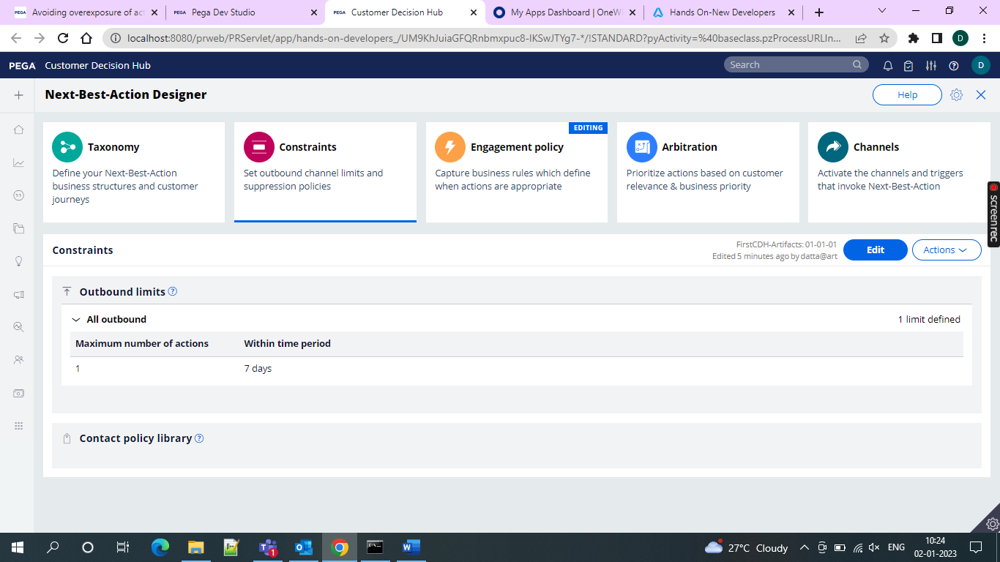 Avoiding overexposure of act
PEGA Pega Dev Studio
PEGA Customer Decision Hub
My Apps Dashboard | OneW
Hands On-New Developers
localhost:8080/prweb/PRServlet/app/hands-on-developers_/UM9KhJuiaGFQRnbmxpuc8-IKSwJTYg7-*/!STANDARD?pyActivity=%40baseclass.pzProcessURLIn...
D
PEGA Customer Decision Hub
Search
D
Next-Best-Action Designer
Help
Taxonomy
Define your Next-Best-Action
business structures and customer
journeys
Constraints
Set outbound channel limits and
suppression policies
EDITING
Engagement policy
Capture business rules which define
when actions are appropriate
Arbitration
Prioritize actions based on customer
relevance & business priority
Channels
Activate the channels and triggers
that invoke Next-Best-Action
screenrec
Constraints
FirstCDH-Artifacts: 01-01-01
Edited 5 minutes ago by datta@art
Edit
Actions
Outbound limits ?
All outbound
1 limit defined
Maximum number of actions Within time period
1 7 days
Contact policy library ?
1
27°C Cloudy
ENG
10:24
02-01-2023